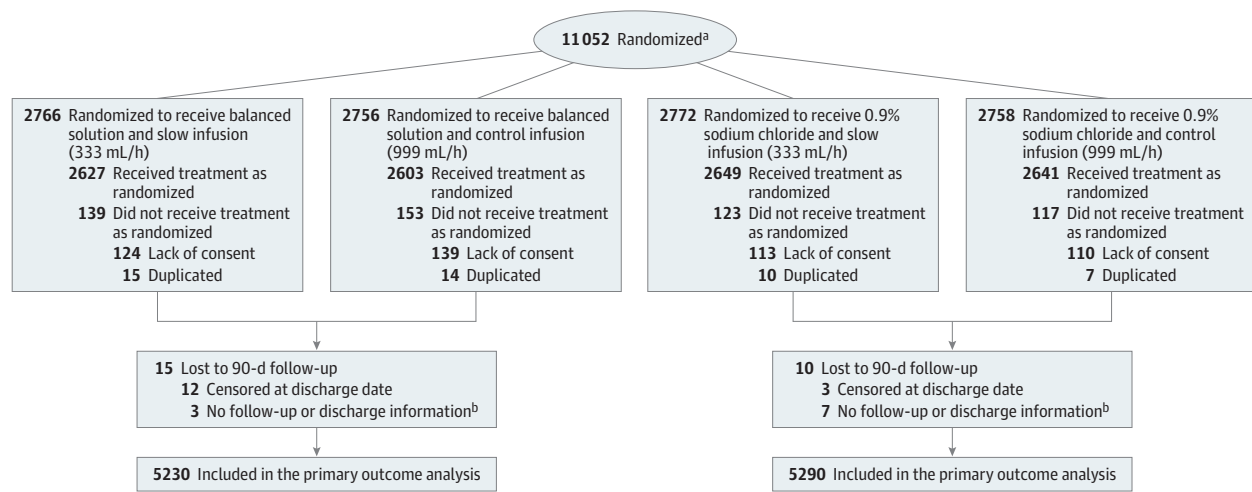 11 052 Randomizedᵃ
2766 Randomized to receive balanced
solution and slow infusion
(333 mL/h)
2627 Received treatment as
randomized
139 Did not receive treatment
as randomized
124 Lack of consent
15 Duplicated
2756 Randomized to receive balanced
solution and control infusion
(999 mL/h)
2603 Received treatment as
randomized
153 Did not receive treatment
as randomized
139 Lack of consent
14 Duplicated
2772 Randomized to receive 0.9%
sodium chloride and slow
infusion (333 mL/h)
2649 Received treatment as
randomized
123 Did not receive treatment
as randomized
113 Lack of consent
10 Duplicated
2758 Randomized to receive 0.9%
sodium chloride and control
infusion (999 mL/h)
2641 Received treatment as
randomized
117 Did not receive treatment
as randomized
110 Lack of consent
7 Duplicated
15 Lost to 90-d follow-up
12 Censored at discharge date
3 No follow-up or discharge informationᵇ
10 Lost to 90-d follow-up
3 Censored at discharge date
7 No follow-up or discharge informationᵇ
5230 Included in the primary outcome analysis
5290 Included in the primary outcome analysis